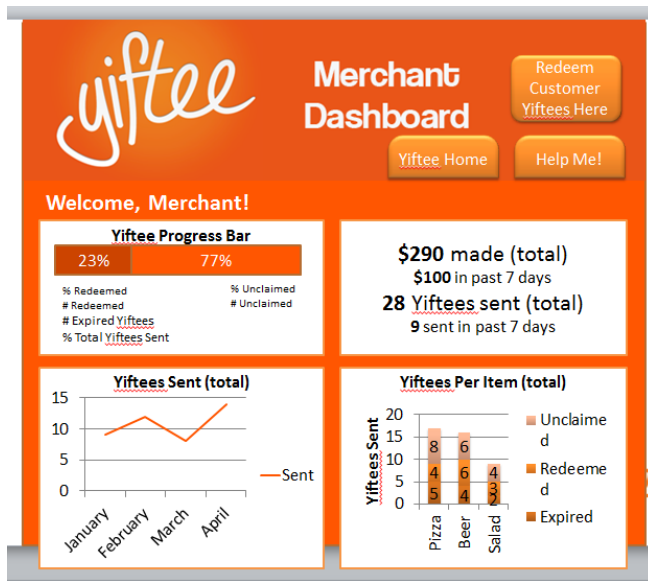 yiftee
Merchant
Dashboard
Redeem
Customer
Yiftees Here
Yiftee Home
Help Me!
Welcome, Merchant!
Yiftee Progress Bar
23%
77%
% Redeemed
# Redeemed
# Expired Yiftees
% Total Yiftees Sent
% Unclaimed
# Unclaimed
$290 made (total)
$100 in past 7 days
28 Yiftees sent (total)
9 sent in past 7 days
Yiftees Sent (total)
15
10
5
0
January
February
March
April
Sent
Yiftees Per Item (total)
Yiftees Sent
20
15
10
5
0
8
4
5
6
6
4
4
3
2
Pizza
Beer
Salad
Unclaime
d
Redeeme
d
Expired